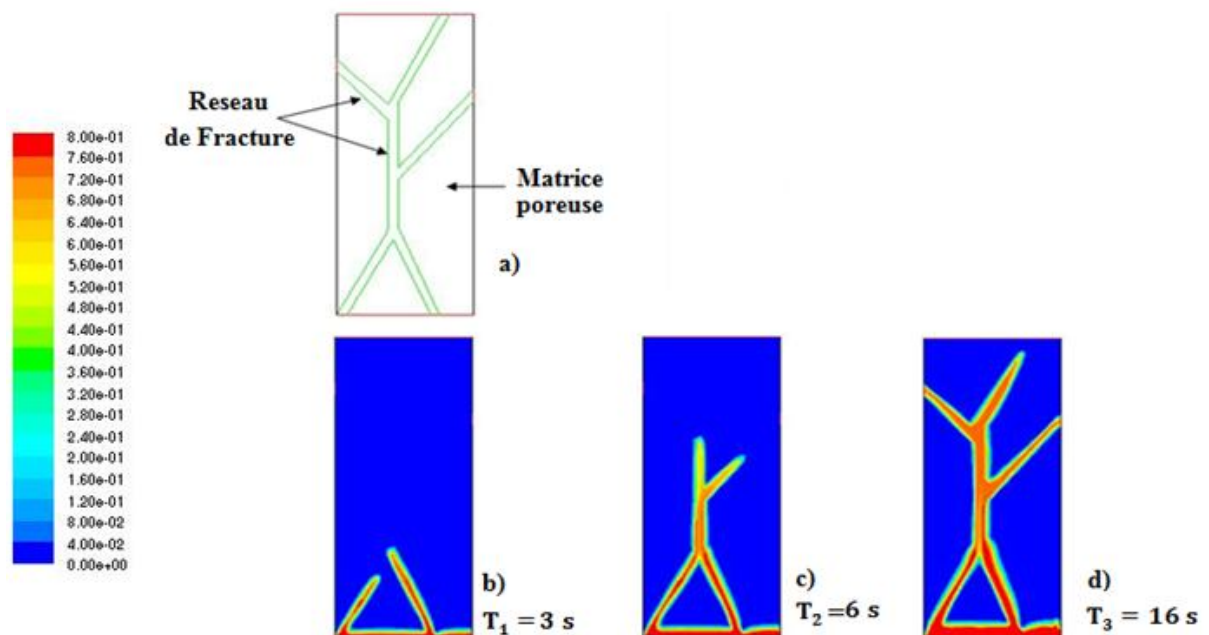 Reseau
de Fracture
Matrice
poreuse
a)
8.00e-01
7.60e-01
7.20e-01
6.80e-01
6.40e-01
6.00e-01
5.60e-01
5.20e-01
4.80e-01
4.40e-01
4.00e-01
3.60e-01
3.20e-01
2.80e-01
2.40e-01
2.00e-01
1.60e-01
1.20e-01
8.00e-02
4.00e-02
0.00e+00
b)
T₁ = 3 s
c)
T₂ =6 s
d)
T₃ = 16 s